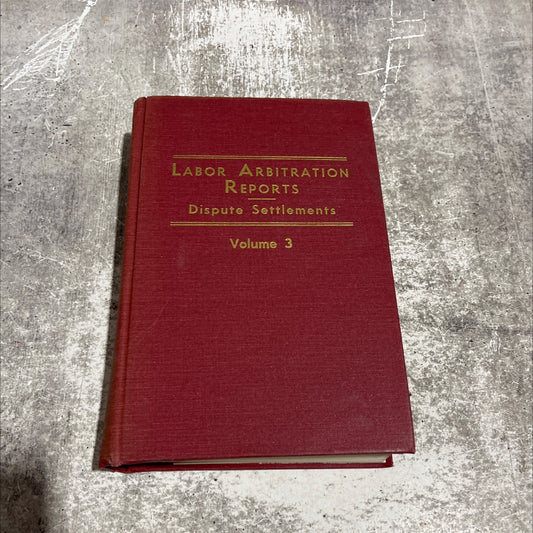 Labor Arbitration
Reports
Dispute Settlements
Volume 3